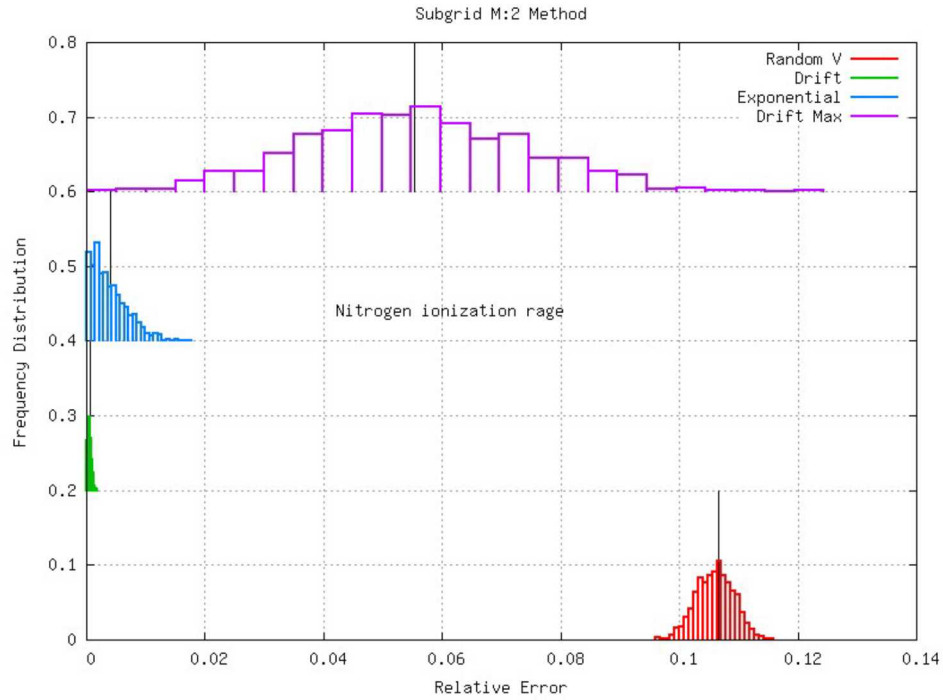 Subgrid M:2 Method
0.8
0.7
0.6
0.5
0.4
0.3
0.2
0.1
0
Frequency Distribution
Random V
Drift
Exponential
Drift Max
Nitrogen ionization rage
0 0.02 0.04 0.06 0.08 0.1 0.12 0.14
Relative Error